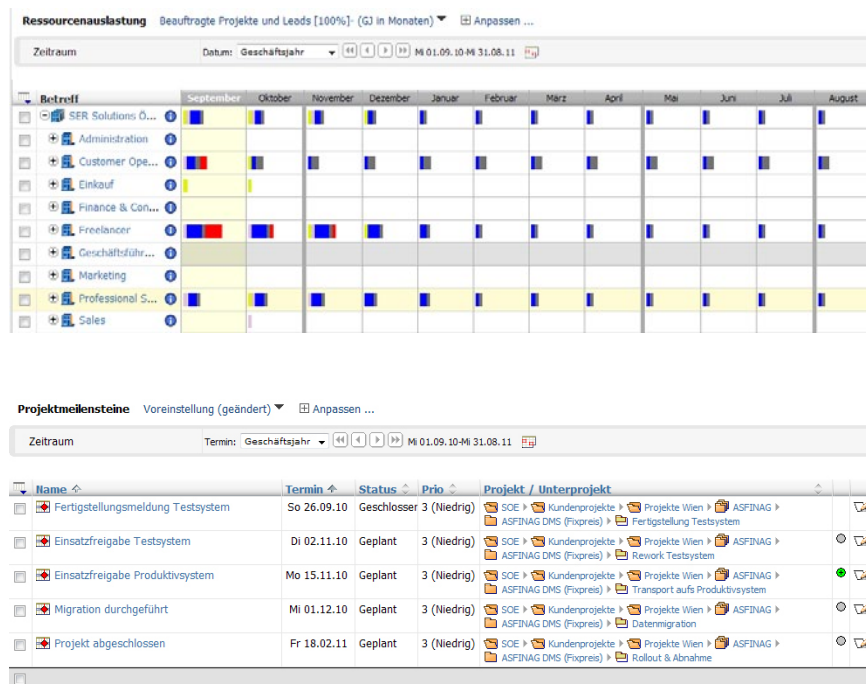 Ressourcenauslastung Beauftragte Projekte und Leads [100%]- (GJ in Monaten) Anpassen ...
Zeitraum Datum: Geschäftsjahr Mi 01.09.10-Mi 31.08.11
Betreff September Oktober November Dezember Januar Februar März April Mai Juni Juli August
SER Solutions Ö...
Administration
Customer Ope...
Einkauf
Finance & Con...
Freelancer
Geschäftsführ...
Marketing
Professional S...
Sales
Projektmeilensteine Voreinstellung (geändert) Anpassen ...
Zeitraum Termin: Geschäftsjahr Mi 01.09.10-Mi 31.08.11
Name Termin Status Prio Projekt / Unterprojekt
Fertigstellungsmeldung Testsystem So 26.09.10 Geschlossen 3 (Niedrig) SOE Kundenprojekte Projekte Wien ASFINAG
ASFINAG DMS (Fixpreis) Fertigstellung Testsystem
Einsatzfreigabe Testsystem Di 02.11.10 Geplant 3 (Niedrig) SOE Kundenprojekte Projekte Wien ASFINAG
ASFINAG DMS (Fixpreis) Rework Testsystem
Einsatzfreigabe Produktivsystem Mo 15.11.10 Geplant 3 (Niedrig) SOE Kundenprojekte Projekte Wien ASFINAG
ASFINAG DMS (Fixpreis) Transport aufs Produktivsystem
Migration durchgeführt Mi 01.12.10 Geplant 3 (Niedrig) SOE Kundenprojekte Projekte Wien ASFINAG
ASFINAG DMS (Fixpreis) Datenmigration
Projekt abgeschlossen Fr 18.02.11 Geplant 3 (Niedrig) SOE Kundenprojekte Projekte Wien ASFINAG
ASFINAG DMS (Fixpreis) Rollout & Abnahme